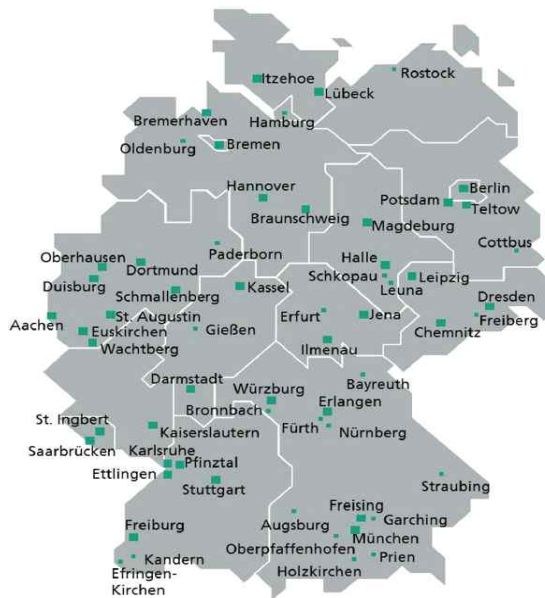 Itzehoe
Rostock
Lübeck
Bremerhaven
Hamburg
Oldenburg
Bremen
Hannover
Berlin
Potsdam
Teltow
Braunschweig
Magdeburg
Paderborn
Cottbus
Oberhausen
Dortmund
Halle
Schkopau
Leipzig
Duisburg
Leuna
Schmallenberg
Kassel
Dresden
Aachen
St. Augustin
Erfurt
Jena
Freiberg
Euskirchen
Gießen
Chemnitz
Wachtberg
Ilmenau
Darmstadt
Bayreuth
Würzburg
Erlangen
Bronnbach
St. Ingbert
Kaiserslautern
Fürth
Nürnberg
Saarbrücken
Karlsruhe
Pfinztal
Ettlingen
Stuttgart
Straubing
Freising
Freiburg
Augsburg
Garching
München
Oberpfaffenhofen
Kandern
Prien
Efringen-
Kirchen
Holzkirchen